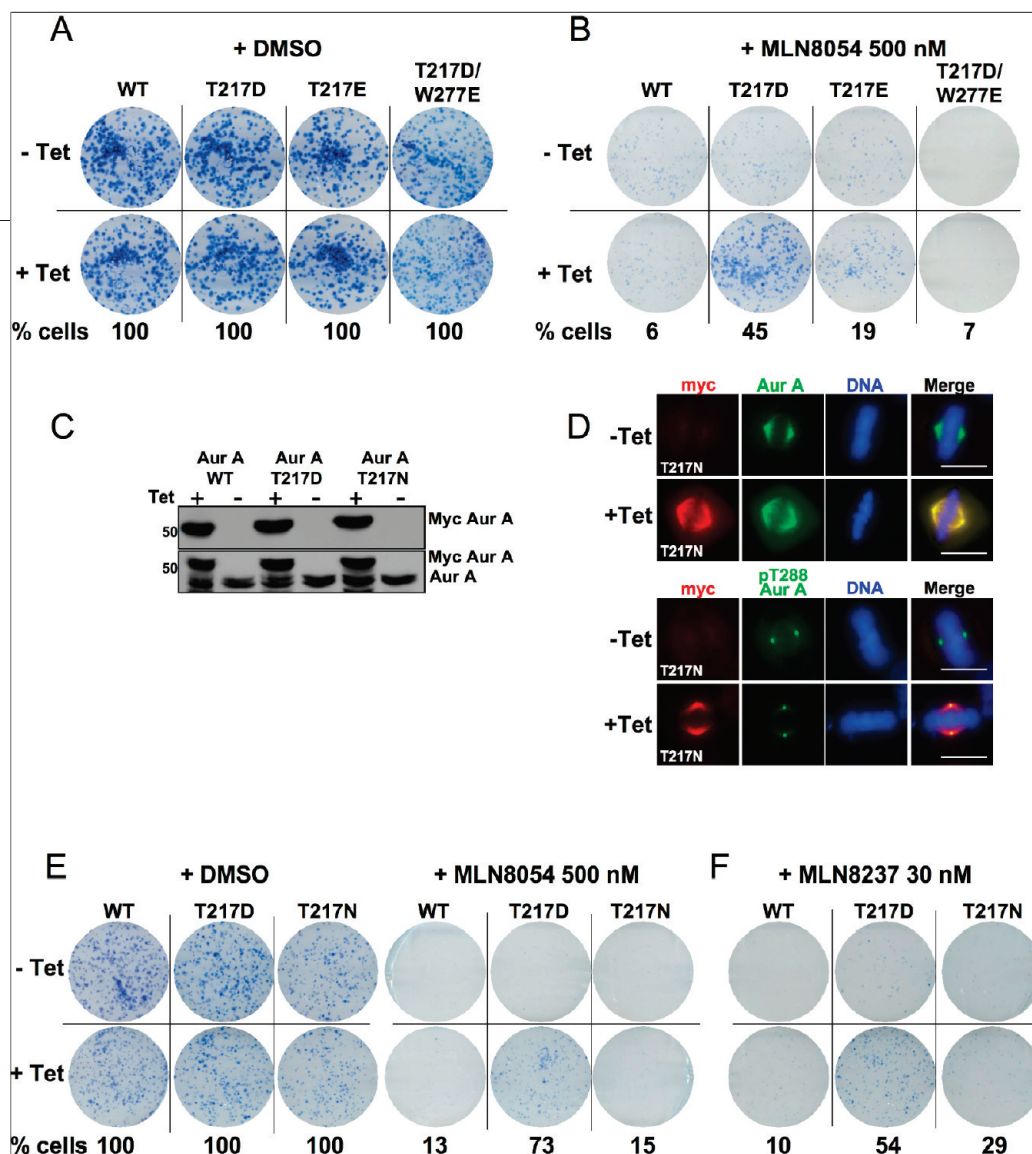 A
+ DMSO
WT T217D T217E T217D/
W277E
- Tet
+ Tet
% cells 100 100 100 100
B
+ MLN8054 500 nM
WT T217D T217E T217D/
W277E
- Tet
+ Tet
% cells 6 45 19 7
C
Aur A Aur A Aur A
WT T217D T217N
Tet + - + - + -
50 Myc Aur A
50 Myc Aur A
Aur A
D
myc Aur A DNA Merge
-Tet
T217N
+Tet
T217N
myc pT288
Aur A DNA Merge
-Tet
T217N
+Tet
T217N
E
+ DMSO
WT T217D T217N
+ MLN8054 500 nM
WT T217D T217N
- Tet
+ Tet
% cells 100 100 100 13 73 15
F
+ MLN8237 30 nM
WT T217D T217N
10 54 29